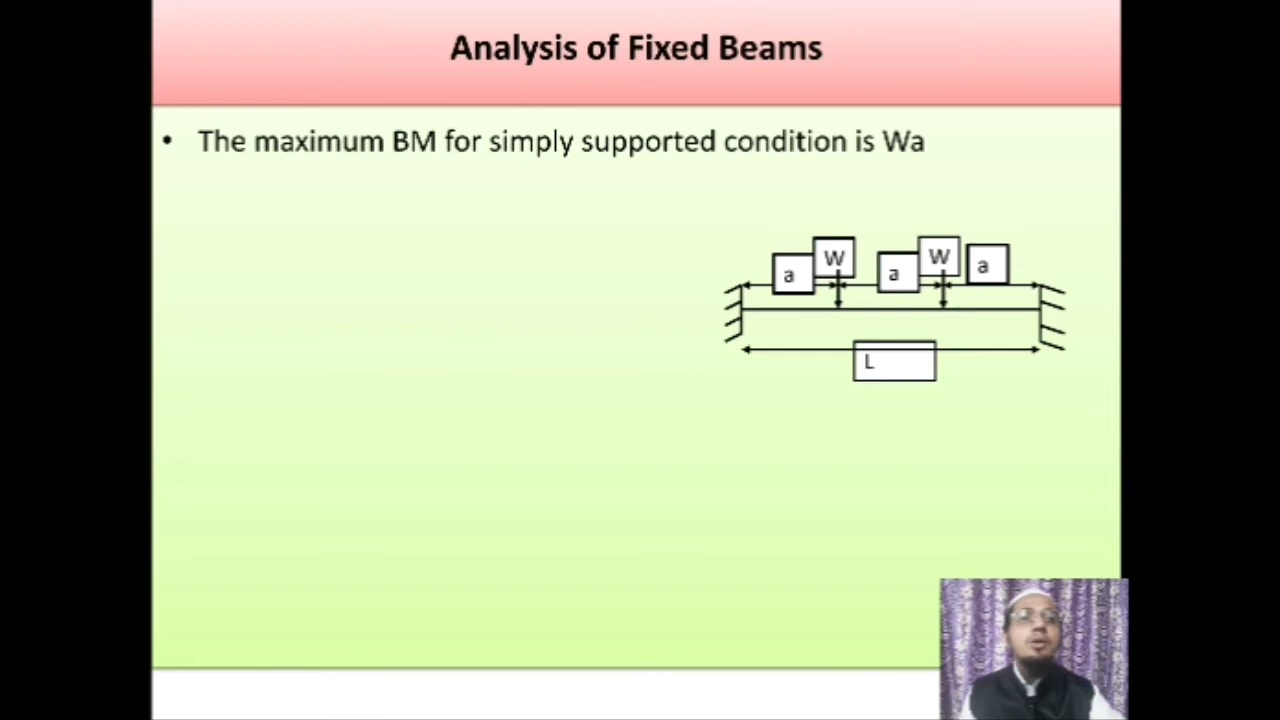 Analysis of Fixed Beams
• The maximum BM for simply supported condition is Wa
a W a W a
L